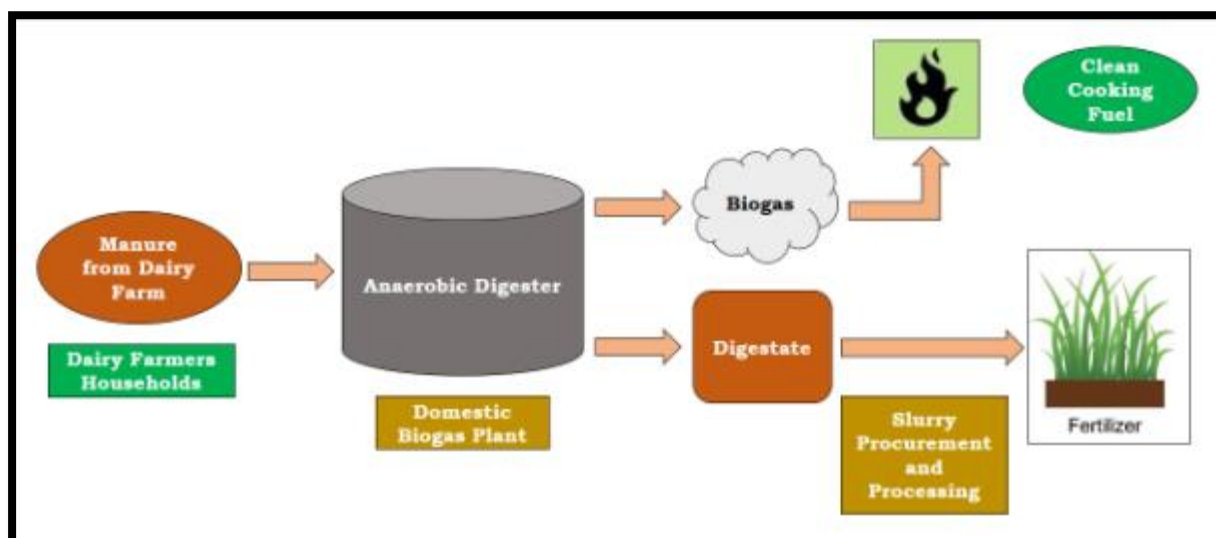 Clean
Cooking
Fuel
Biogas
Manure
from Dairy
Farm
Anaerobic Digester
Digestate
Dairy Farmers
Households
Domestic
Biogas Plant
Slurry
Procurement
and
Processing
Fertilizer